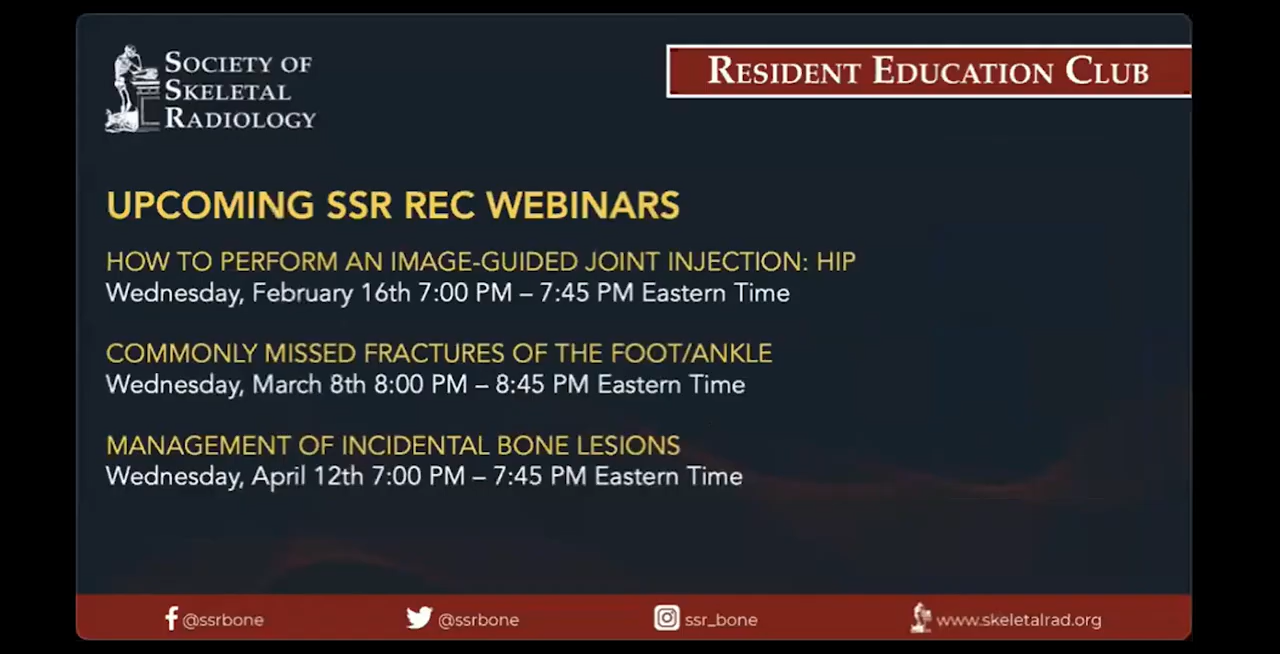 SOCIETY OF
SKELETAL
RADIOLOGY
RESIDENT EDUCATION CLUB
UPCOMING SSR REC WEBINARS
HOW TO PERFORM AN IMAGE-GUIDED JOINT INJECTION: HIP
Wednesday, February 16th 7:00 PM – 7:45 PM Eastern Time
COMMONLY MISSED FRACTURES OF THE FOOT/ANKLE
Wednesday, March 8th 8:00 PM – 8:45 PM Eastern Time
MANAGEMENT OF INCIDENTAL BONE LESIONS
Wednesday, April 12th 7:00 PM – 7:45 PM Eastern Time
@ssrbone
@ssrbone
ssr_bone
www.skeletalrad.org